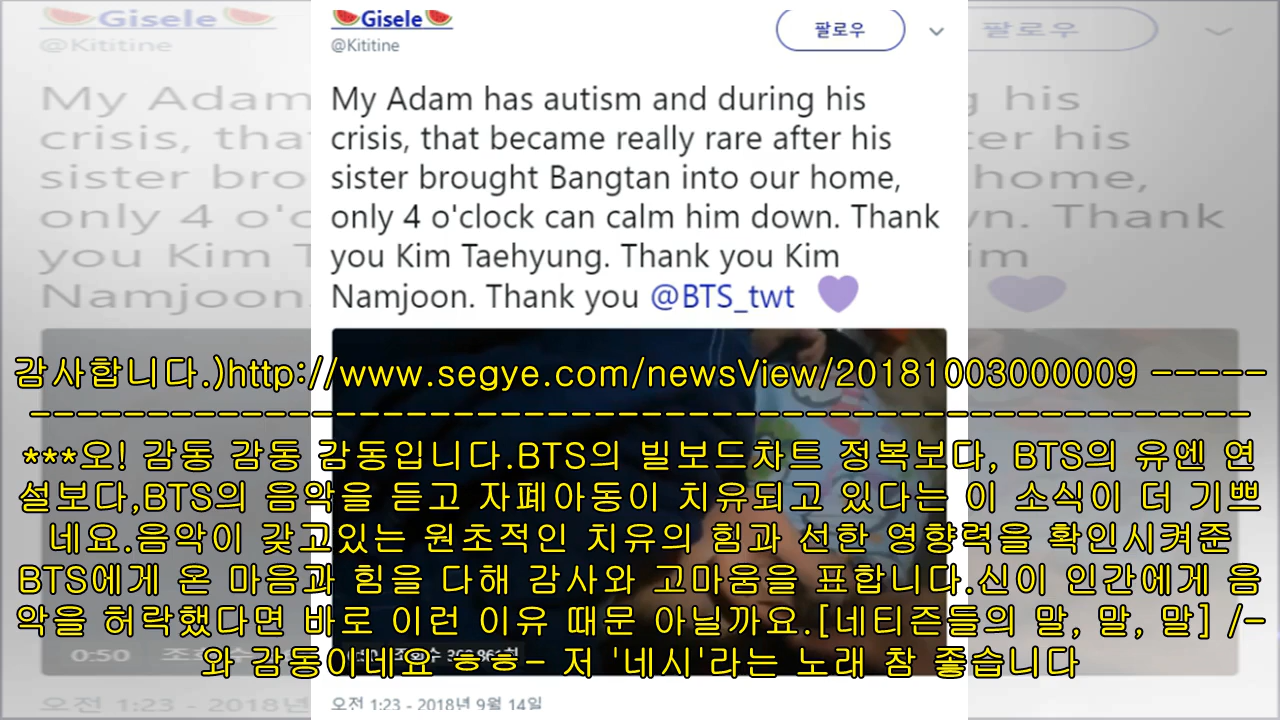 🍉Gisele🍉
@Kititine
팔로우
My Adam has autism and during his
crisis, that became really rare after his
sister brought Bangtan into our home,
only 4 o'clock can calm him down. Thank
you Kim Taehyung. Thank you Kim
Namjoon. Thank you @BTS_twt 💜
감사합니다.)http://www.segye.com/newsView/20181003000009 -----
----------------------------------------------------
***오! 감동 감동 감동입니다.BTS의 빌보드차트 정복보다, BTS의 유엔 연
설보다,BTS의 음악을 듣고 자폐아동이 치유되고 있다는 이 소식이 더 기쁘
네요.음악이 갖고있는 원초적인 치유의 힘과 선한 영향력을 확인시켜준
BTS에게 온 마음과 힘을 다해 감사와 고마움을 표합니다.신이 인간에게 음
악을 허락했다면 바로 이런 이유 때문 아닐까요.[네티즌들의 말, 말, 말] /-
와 감동이네요 ㅎㅎ- 저 '네시'라는 노래 참 좋습니다
0:50
오전 1:23 - 2018년 9월 14일